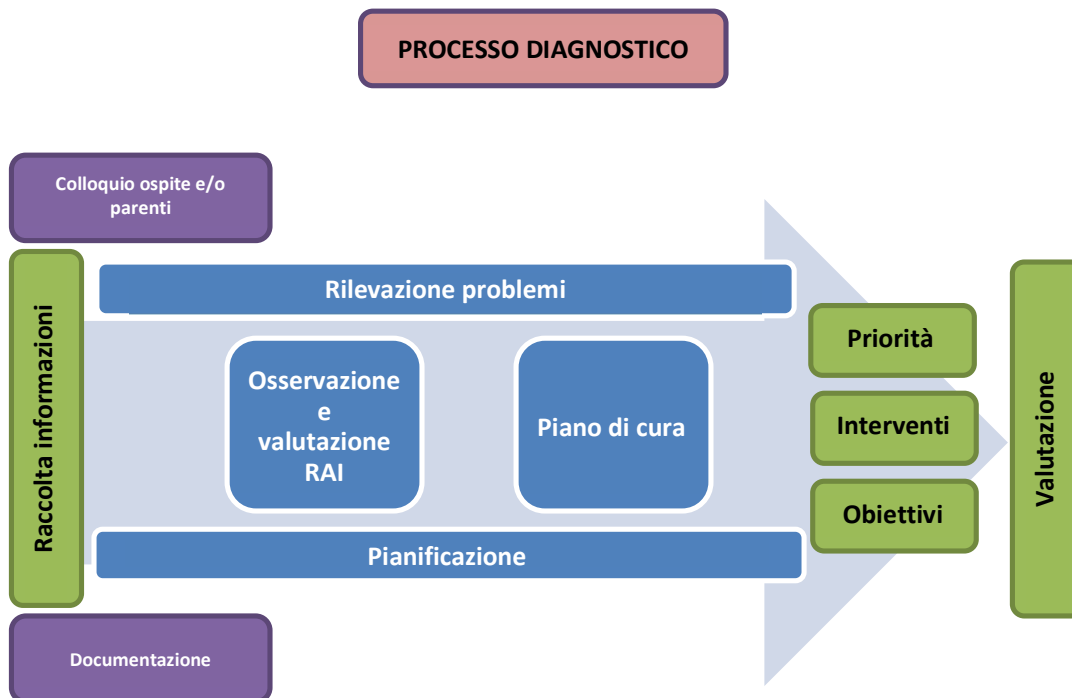 PROCESSO DIAGNOSTICO
Colloquio ospite e/o
parenti
Raccolta informazioni
Rilevazione problemi
Osservazione
e
valutazione
RAI
Piano di cura
Pianificazione
Priorità
Interventi
Obiettivi
Valutazione
Documentazione